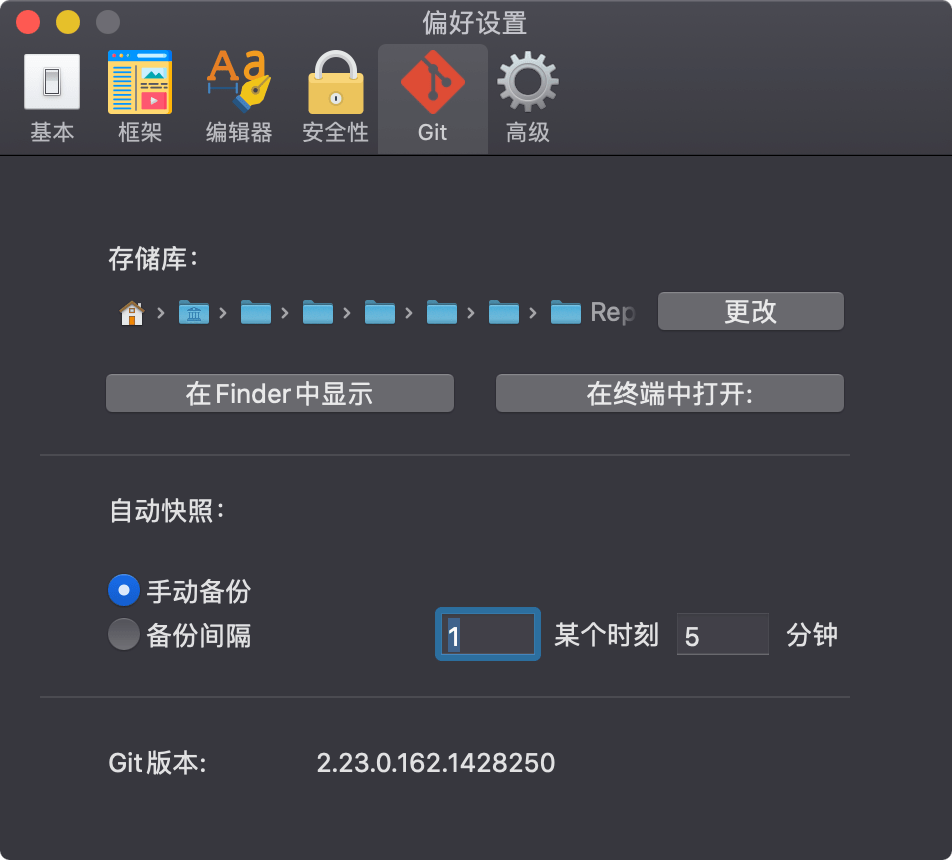 偏好设置
基本 框架 编辑器 安全性 Git 高级
存储库：
Rep 更改
在Finder中显示 在终端中打开:
自动快照：
手动备份
备份间隔 1 某个时刻 5 分钟
Git版本: 2.23.0.162.1428250